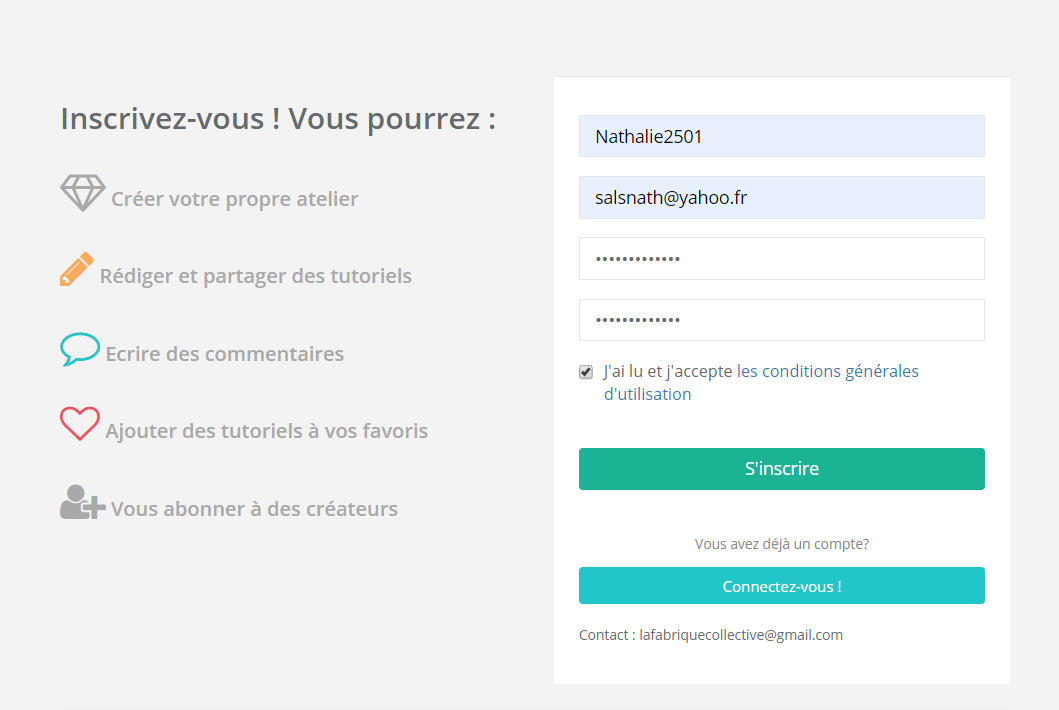 Inscrivez-vous ! Vous pourrez :
Créer votre propre atelier
Rédiger et partager des tutoriels
Ecrire des commentaires
Ajouter des tutoriels à vos favoris
Vous abonner à des créateurs
Nathalie2501
salsnath@yahoo.fr
•••••••••••••
•••••••••••••
J'ai lu et j'accepte les conditions générales
d'utilisation
S'inscrire
Vous avez déjà un compte?
Connectez-vous !
Contact : lafabriquecollective@gmail.com